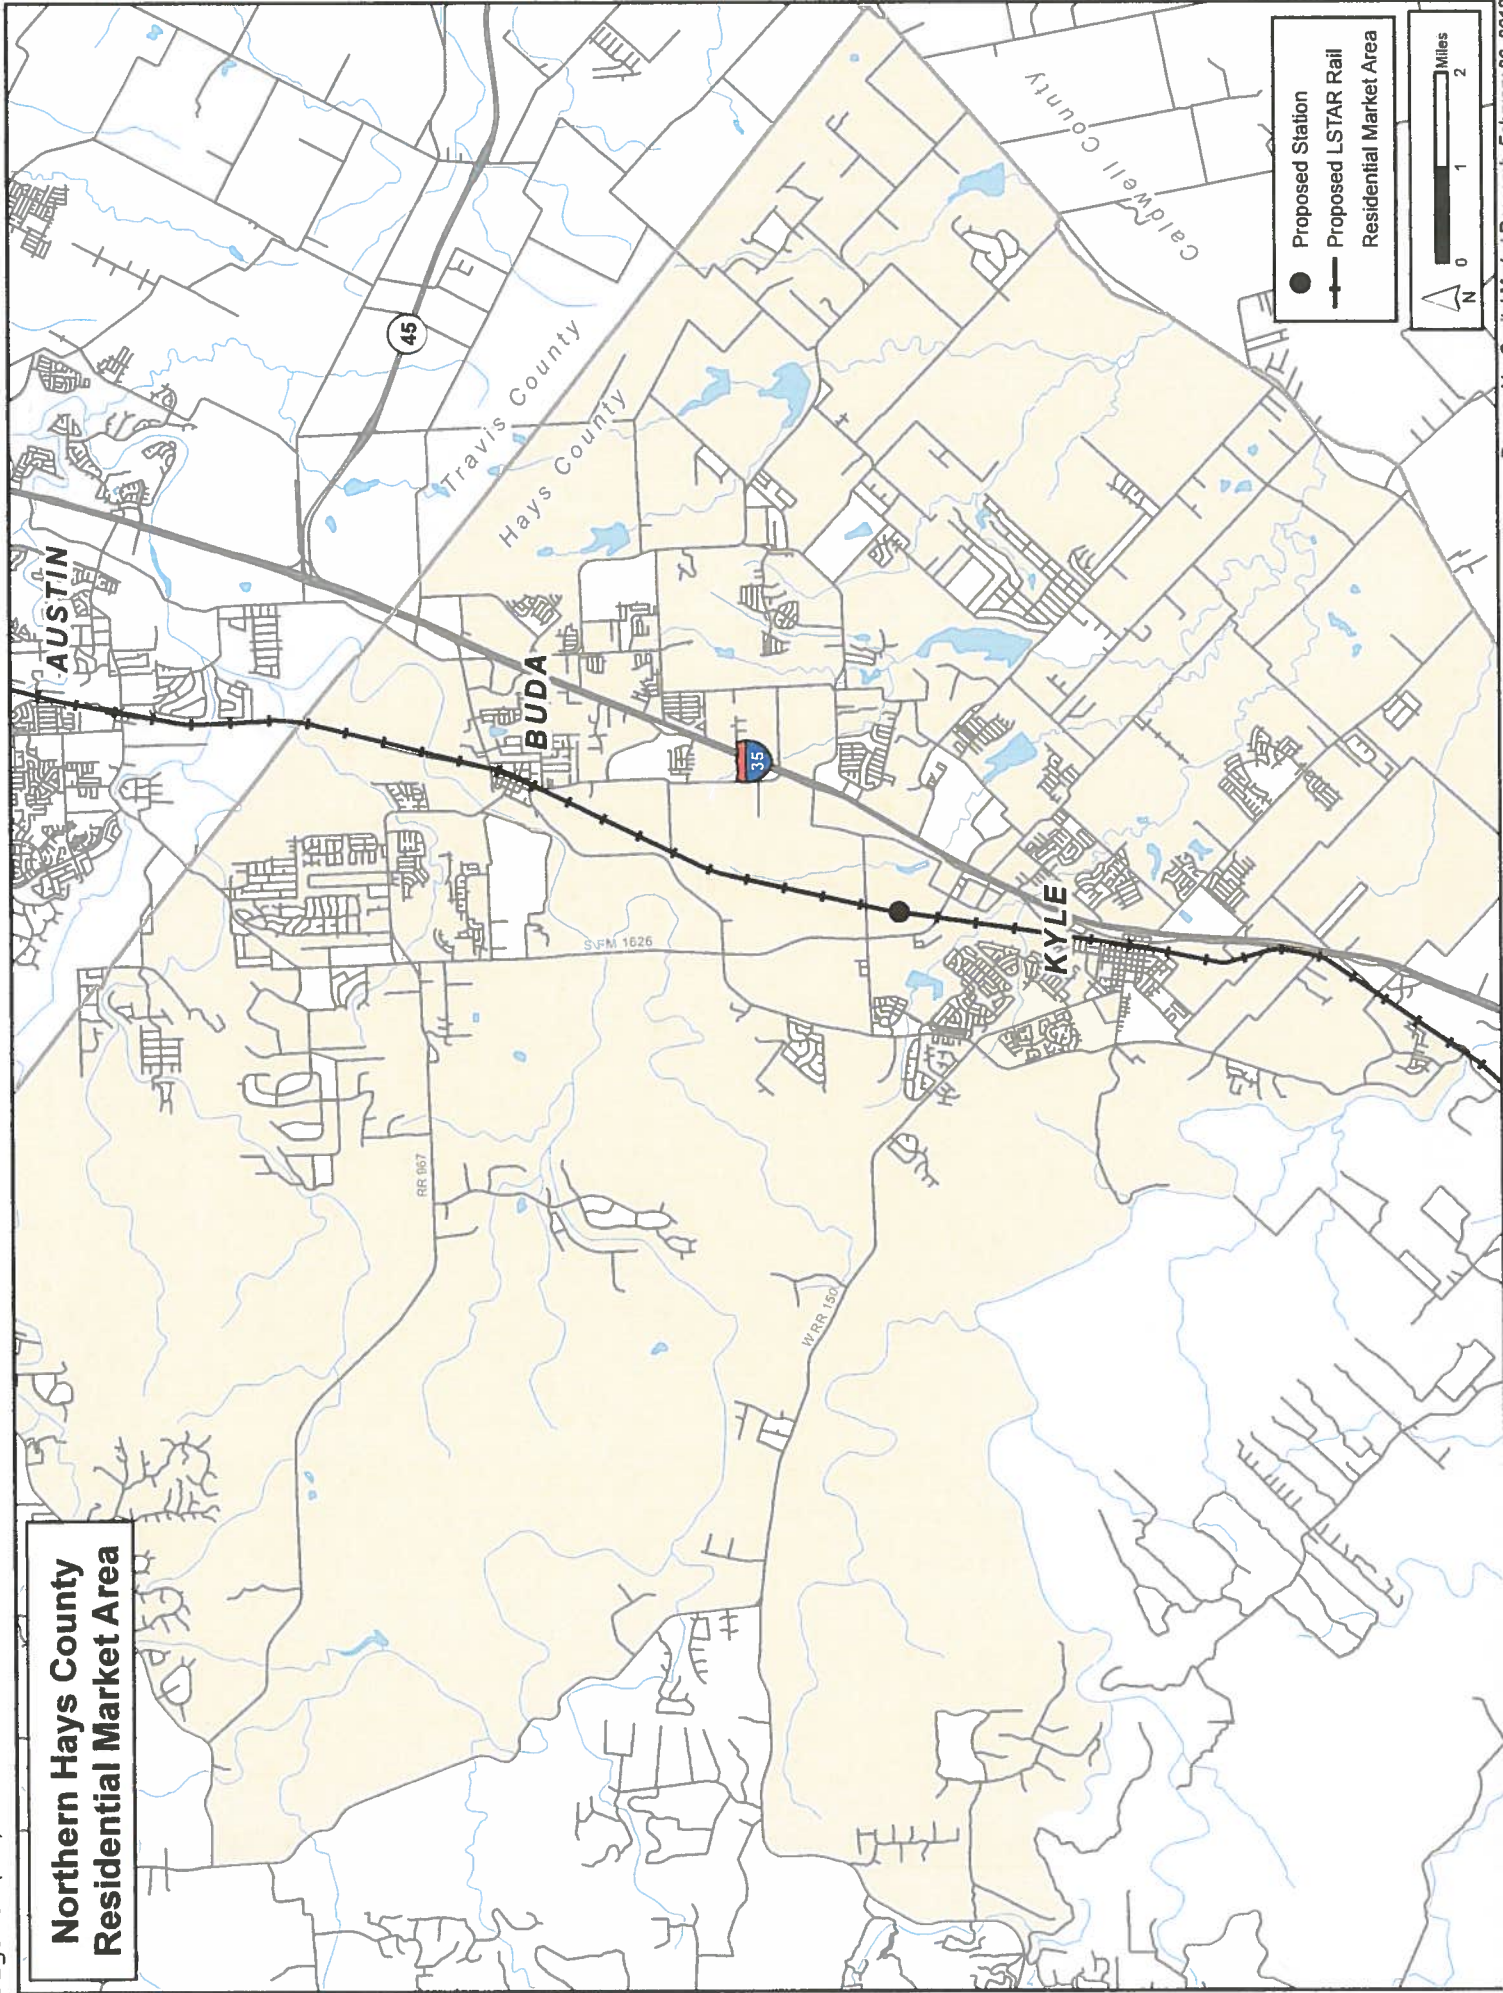 Northern Hays County
Residential Market Area
AUSTIN
45
Travis County
Hays County
BUDA
35
S FM 1626
RR 967
W RR 150
KYLE
Caldwell County
Proposed Station
Proposed LSTAR Rail
Residential Market Area
N
0 1 2
Miles